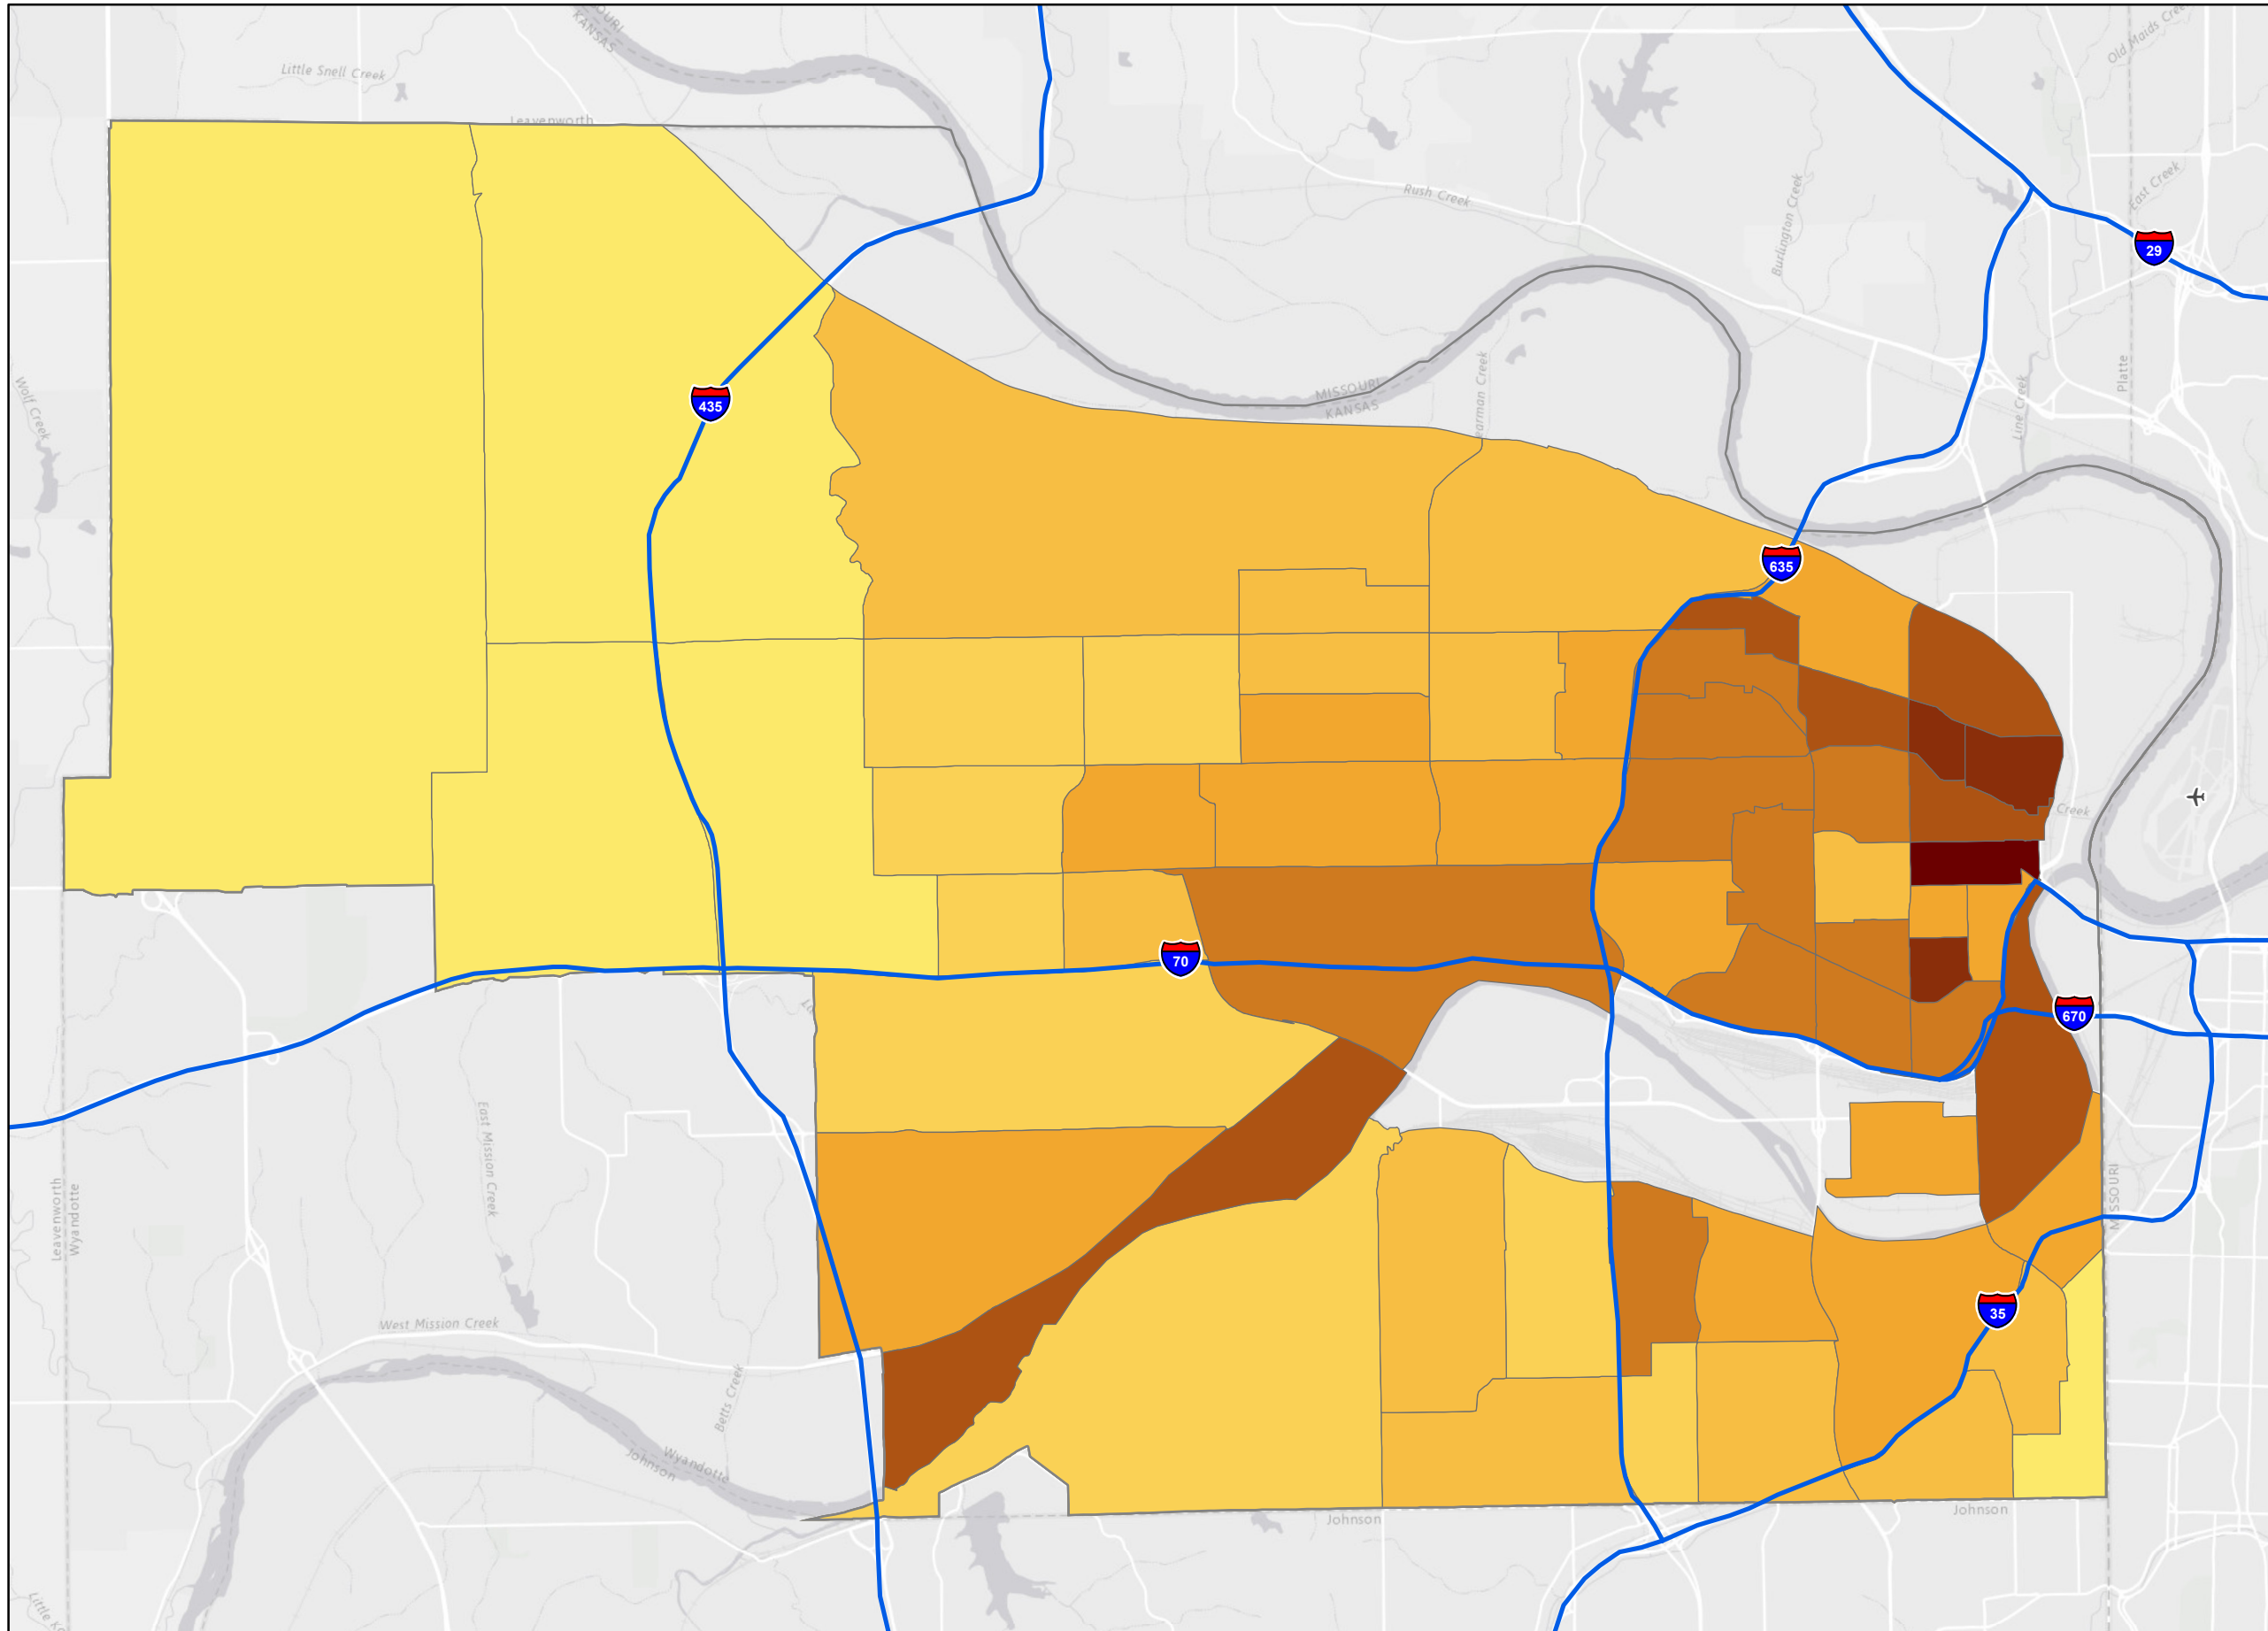 MISSOURI
KANSAS
Little Snell Creek
Leavenworth
Old Maids Creek
Rush Creek
Burlington Creek
East Creek
29
Wolf Creek
435
MISSOURI
KANSAS
Line Creek
Platte
635
Creek
70
670
East Mission Creek
Leavenworth
Wyandotte
MISSOURI
West Mission Creek
35
Betts Creek
Wyandotte
Johnson
Johnson
Johnson